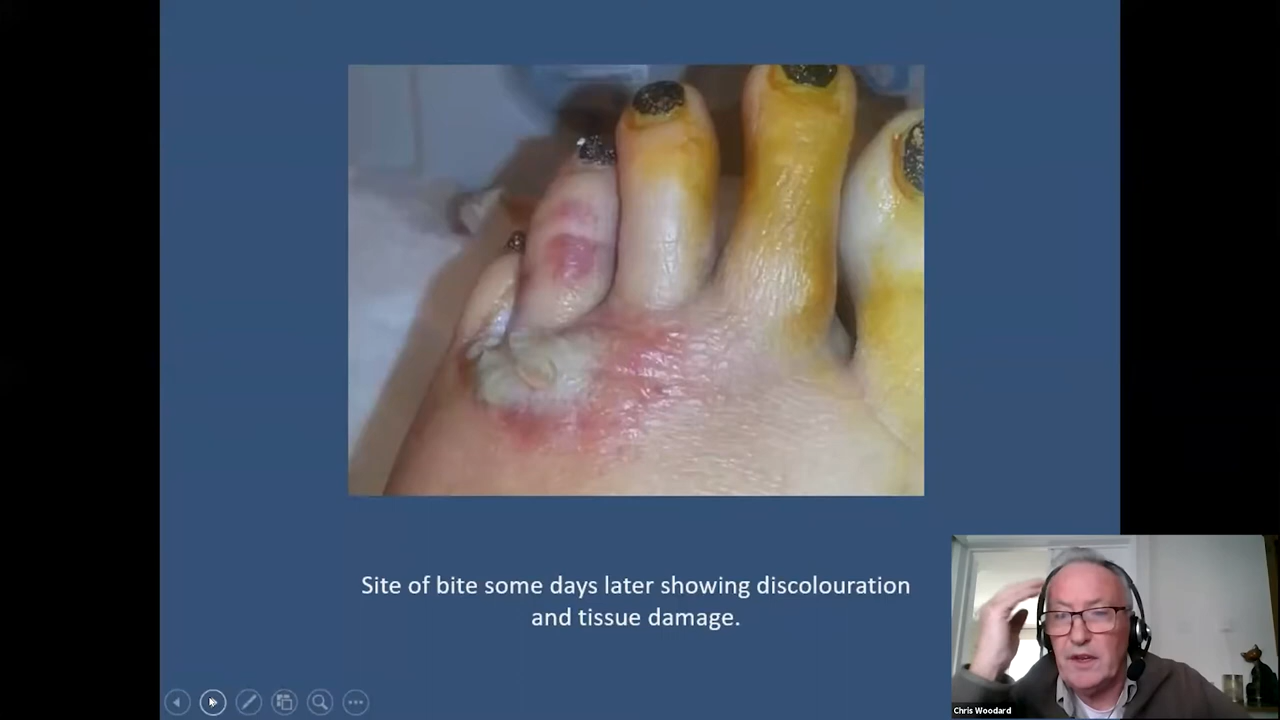 Site of bite some days later showing discolouration
and tissue damage.
Chris Woodard